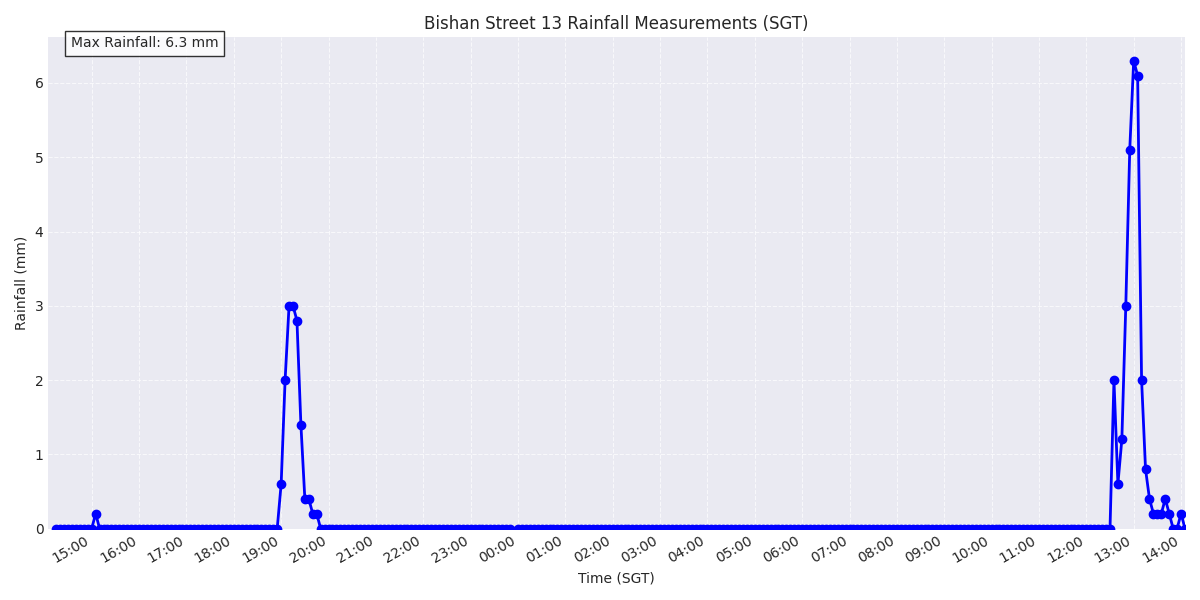 Bishan Street 13 Rainfall Measurements (SGT)
Max Rainfall: 6.3 mm
Rainfall (mm)
6
5
4
3
2
1
0
15:00 16:00 17:00 18:00 19:00 20:00 21:00 22:00 23:00 00:00 01:00 02:00 03:00 04:00 05:00 06:00 07:00 08:00 09:00 10:00 11:00 12:00 13:00 14:00
Time (SGT)